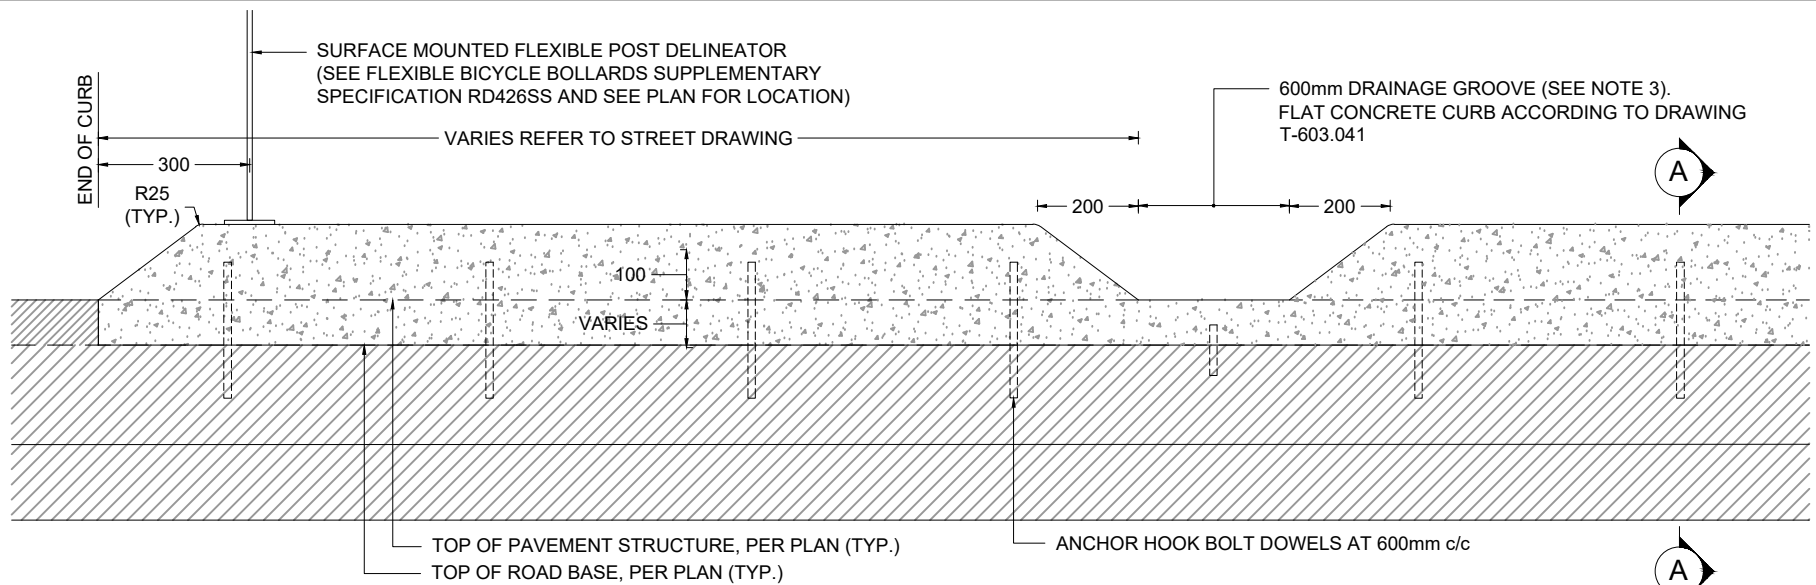 SURFACE MOUNTED FLEXIBLE POST DELINEATOR
(SEE FLEXIBLE BICYCLE BOLLARDS SUPPLEMENTARY
SPECIFICATION RD426SS AND SEE PLAN FOR LOCATION)
END OF CURB
VARIES REFER TO STREET DRAWING
300
R25
(TYP.)
600mm DRAINAGE GROOVE (SEE NOTE 3).
FLAT CONCRETE CURB ACCORDING TO DRAWING
T-603.041
A
200
200
100
VARIES
TOP OF PAVEMENT STRUCTURE, PER PLAN (TYP.)
TOP OF ROAD BASE, PER PLAN (TYP.)
ANCHOR HOOK BOLT DOWELS AT 600mm c/c
A